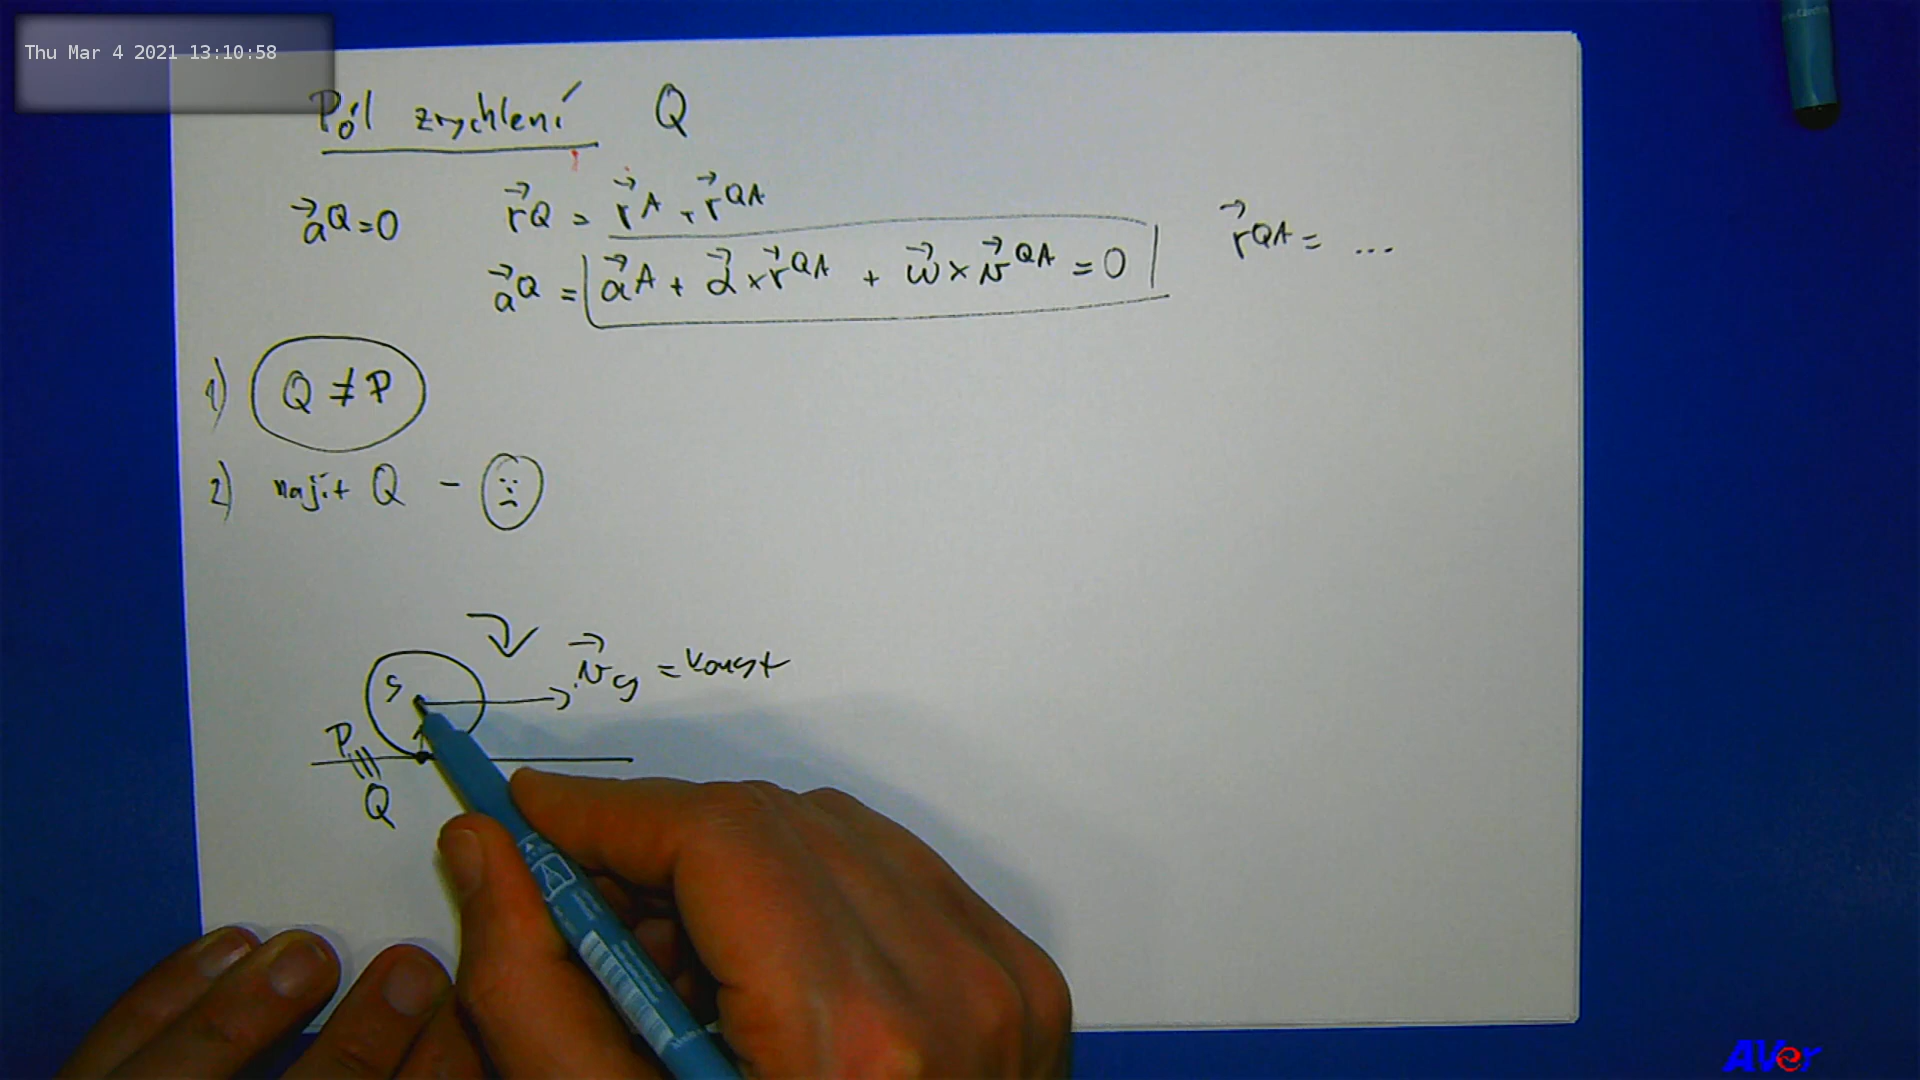 Thu Mar 4 2021 13:10:58
Pól zrychlení Q
a⃗^Q=0 r⃗^Q = r⃗^A + r⃗^QA
r⃗^QA = ...
a⃗^Q = a⃗^A + α⃗ × r⃗^QA + ω⃗ × v⃗^QA = 0
1) Q ≠ P
2) najít Q -
v⃗_S = konst
S
P
Q
AVer